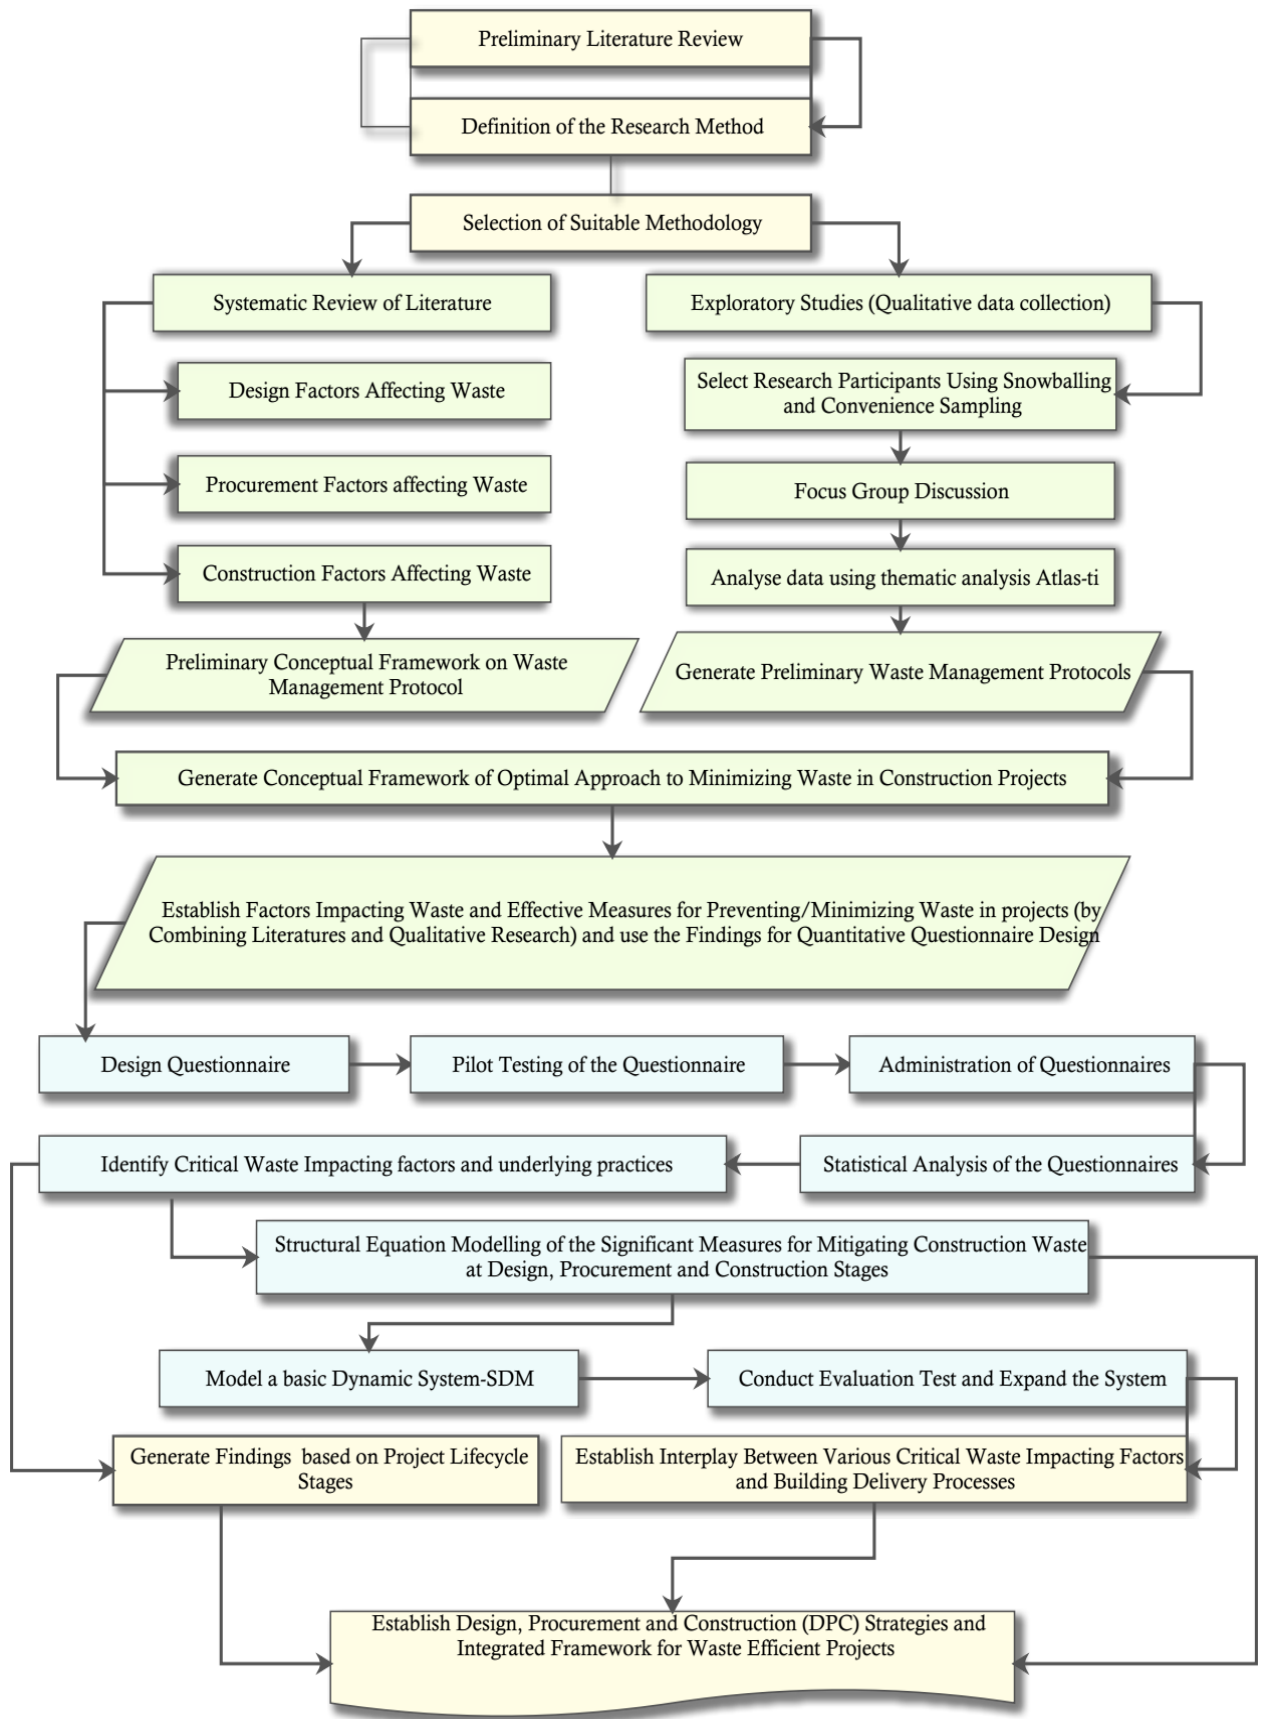 Preliminary Literature Review
Definition of the Research Method
Selection of Suitable Methodology
Systematic Review of Literature
Exploratory Studies (Qualitative data collection)
Design Factors Affecting Waste
Select Research Participants Using Snowballing
and Convenience Sampling
Procurement Factors affecting Waste
Focus Group Discussion
Construction Factors Affecting Waste
Analyse data using thematic analysis Atlas-ti
Preliminary Conceptual Framework on Waste
Management Protocol
Generate Preliminary Waste Management Protocols
Generate Conceptual Framework of Optimal Approach to Minimizing Waste in Construction Projects
Establish Factors Impacting Waste and Effective Measures for Preventing/Minimizing Waste in projects (by
Combining Literatures and Qualitative Research) and use the Findings for Quantitative Questionnaire Design
Design Questionnaire
Pilot Testing of the Questionnaire
Administration of Questionnaires
Identify Critical Waste Impacting factors and underlying practices
Statistical Analysis of the Questionnaires
Structural Equation Modelling of the Significant Measures for Mitigating Construction Waste
at Design, Procurement and Construction Stages
Model a basic Dynamic System-SDM
Conduct Evaluation Test and Expand the System
Generate Findings based on Project Lifecycle
Stages
Establish Interplay Between Various Critical Waste Impacting Factors
and Building Delivery Processes
Establish Design, Procurement and Construction (DPC) Strategies and
Integrated Framework for Waste Efficient Projects